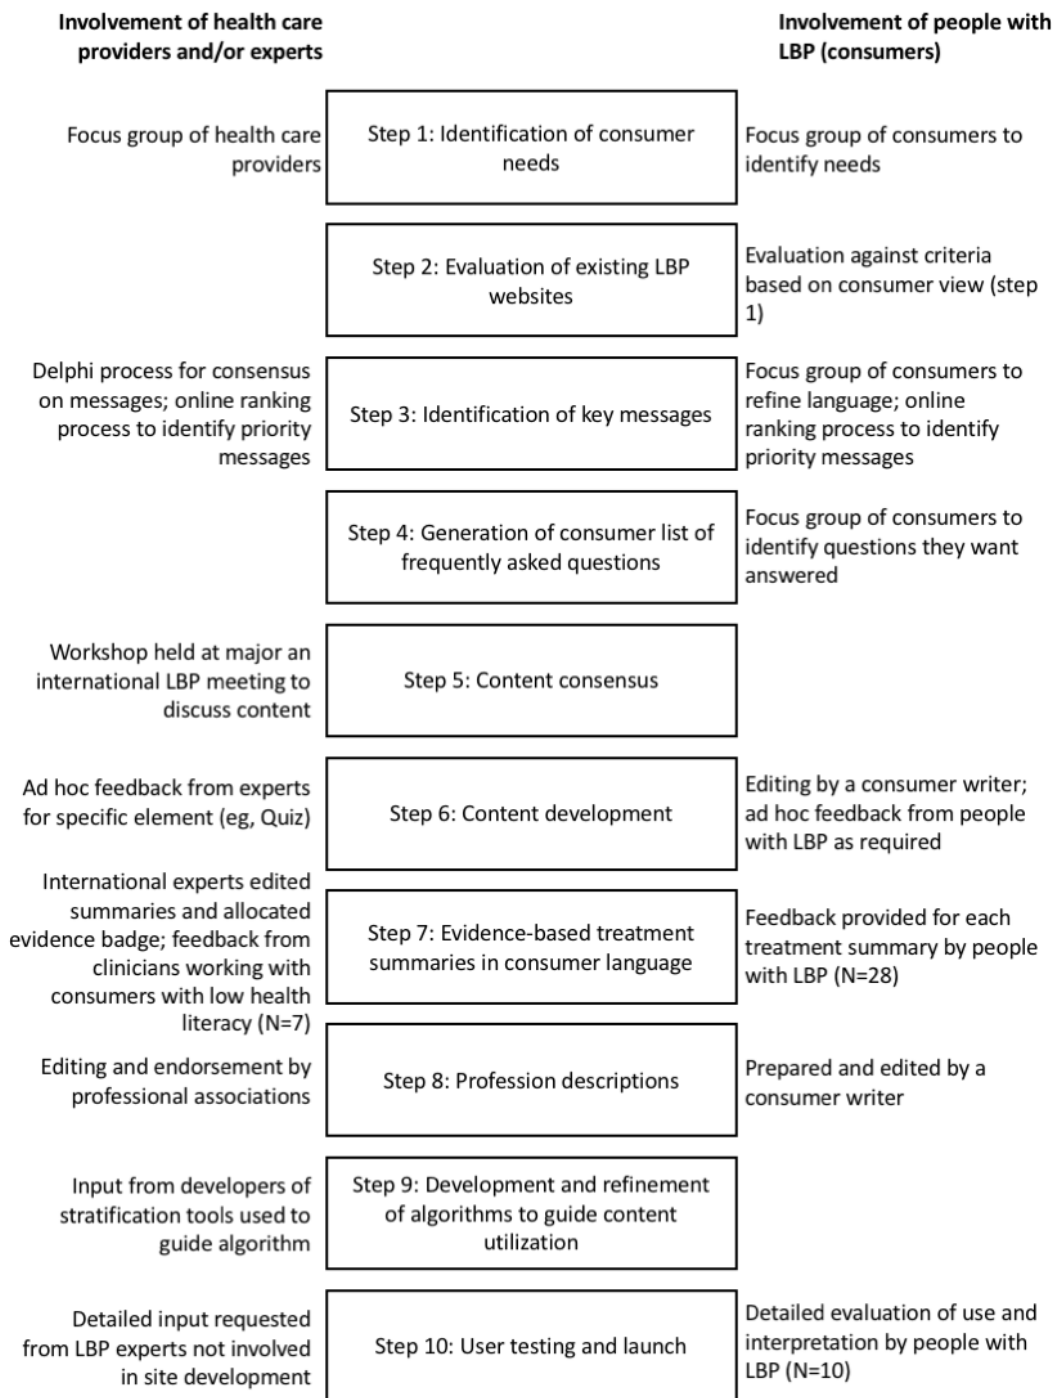 Involvement of health care
providers and/or experts
Involvement of people with
LBP (consumers)
Focus group of health care
providers
Step 1: Identification of consumer
needs
Focus group of consumers to
identify needs
Step 2: Evaluation of existing LBP
websites
Evaluation against criteria
based on consumer view (step
1)
Delphi process for consensus
on messages; online ranking
process to identify priority
messages
Step 3: Identification of key messages
Focus group of consumers to
refine language; online
ranking process to identify
priority messages
Step 4: Generation of consumer list of
frequently asked questions
Focus group of consumers to
identify questions they want
answered
Workshop held at major an
international LBP meeting to
discuss content
Step 5: Content consensus
Ad hoc feedback from experts
for specific element (eg, Quiz)
Step 6: Content development
Editing by a consumer writer;
ad hoc feedback from people
with LBP as required
International experts edited
summaries and allocated
evidence badge; feedback from
clinicians working with
consumers with low health
literacy (N=7)
Step 7: Evidence-based treatment
summaries in consumer language
Feedback provided for each
treatment summary by people
with LBP (N=28)
Editing and endorsement by
professional associations
Step 8: Profession descriptions
Prepared and edited by a
consumer writer
Input from developers of
stratification tools used to
guide algorithm
Step 9: Development and refinement
of algorithms to guide content
utilization
Detailed input requested
from LBP experts not involved
in site development
Step 10: User testing and launch
Detailed evaluation of use and
interpretation by people with
LBP (N=10)